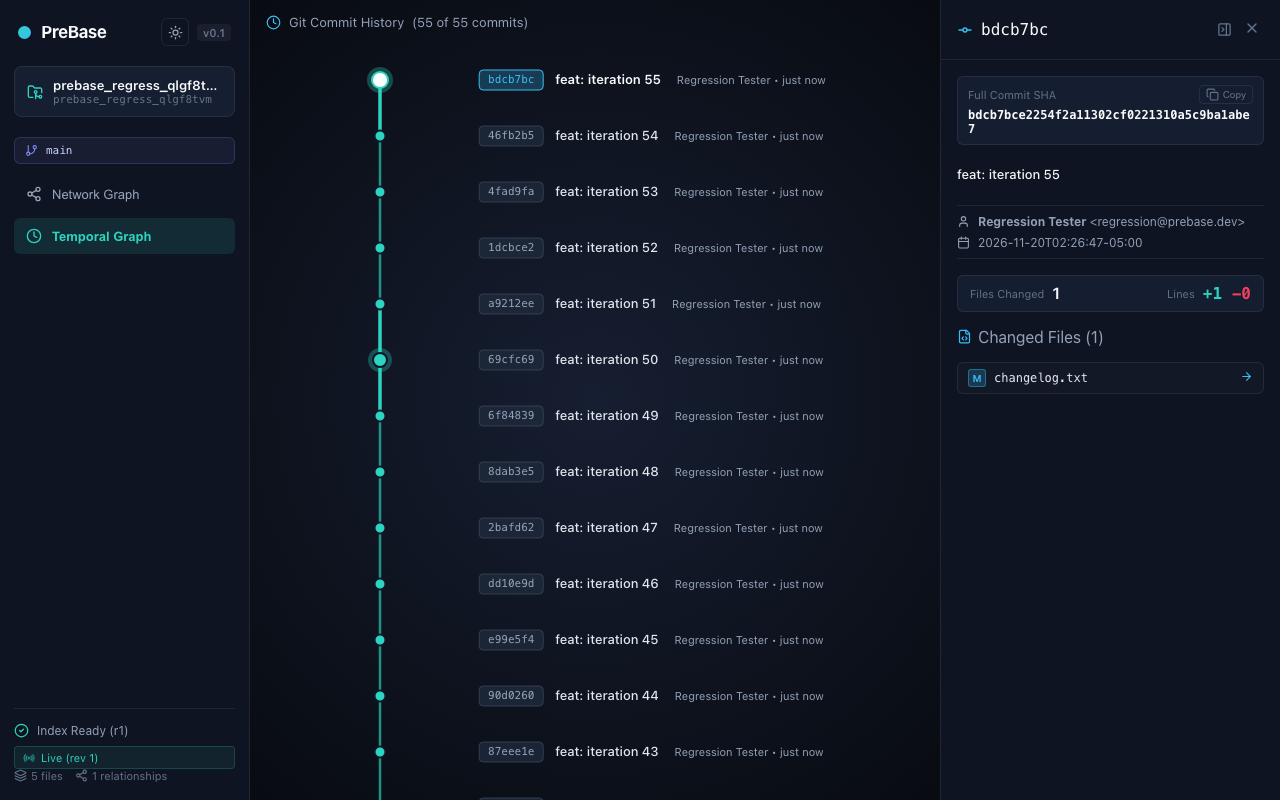 PreBase
v0.1
prebase_regress_qlgf8t...
prebase_regress_qlgf8tvm
main
Network Graph
Temporal Graph
Index Ready (r1)
Live (rev 1)
5 files 1 relationships
Git Commit History (55 of 55 commits)
bdcb7bc feat: iteration 55 Regression Tester • just now
46fb2b5 feat: iteration 54 Regression Tester • just now
4fad9fa feat: iteration 53 Regression Tester • just now
1dcbce2 feat: iteration 52 Regression Tester • just now
a9212ee feat: iteration 51 Regression Tester • just now
69cfc69 feat: iteration 50 Regression Tester • just now
6f84839 feat: iteration 49 Regression Tester • just now
8dab3e5 feat: iteration 48 Regression Tester • just now
2bafd62 feat: iteration 47 Regression Tester • just now
dd10e9d feat: iteration 46 Regression Tester • just now
e99e5f4 feat: iteration 45 Regression Tester • just now
90d0260 feat: iteration 44 Regression Tester • just now
87eee1e feat: iteration 43 Regression Tester • just now
bdcb7bc
Full Commit SHA
Copy
bdcb7bce2254f2a11302cf0221310a5c9ba1abe
7
feat: iteration 55
Regression Tester <regression@prebase.dev>
2026-11-20T02:26:47-05:00
Files Changed 1 Lines +1 −0
Changed Files (1)
M changelog.txt